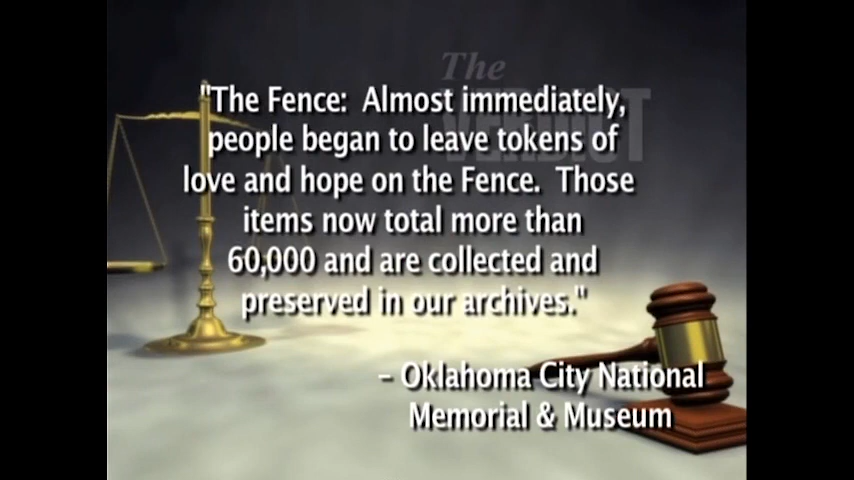 The
VERDICT
"The Fence:  Almost immediately,
people began to leave tokens of
love and hope on the Fence.  Those
items now total more than
60,000 and are collected and
preserved in our archives."
– Oklahoma City National
Memorial & Museum